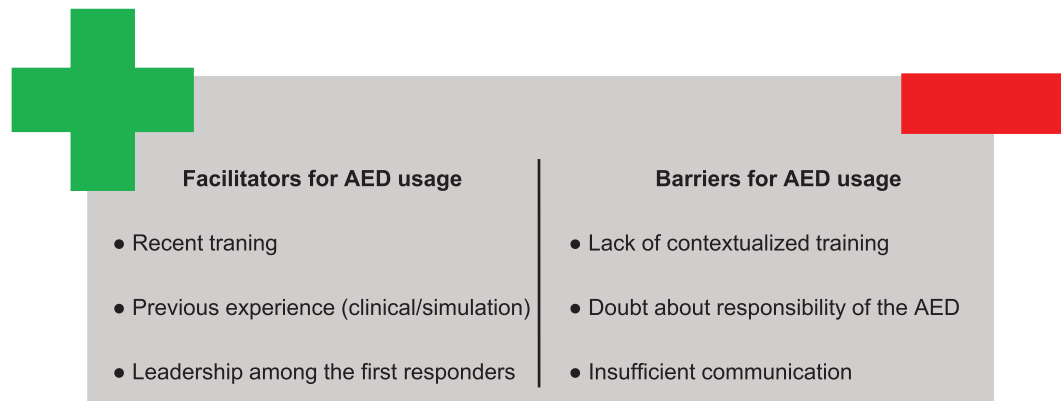 Facilitators for AED usage
● Recent traning
● Previous experience (clinical/simulation)
● Leadership among the first responders
Barriers for AED usage
● Lack of contextualized training
● Doubt about responsibility of the AED
● Insufficient communication